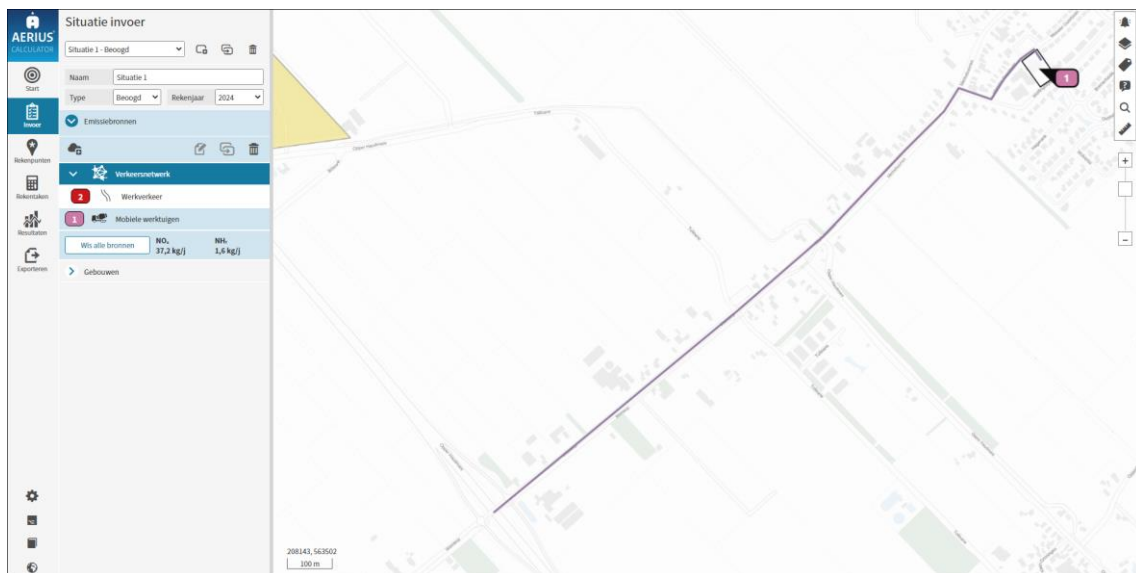 AERIUS
CALCULATOR
Start
Invoer
Rekenpunten
Rekentaken
Resultaten
Exporteren
Situatie invoer
Situatie 1 - Beoogd
Naam Situatie 1
Type Beoogd Rekenjaar 2024
Emissiebronnen
Verkeersnetwerk
2 Werkverkeer
1 Mobiele werktuigen
Wis alle bronnen
NOₓ
37,2 kg/j
NH₃
1,6 kg/j
Gebouwen
1
208143, 563502
100 m